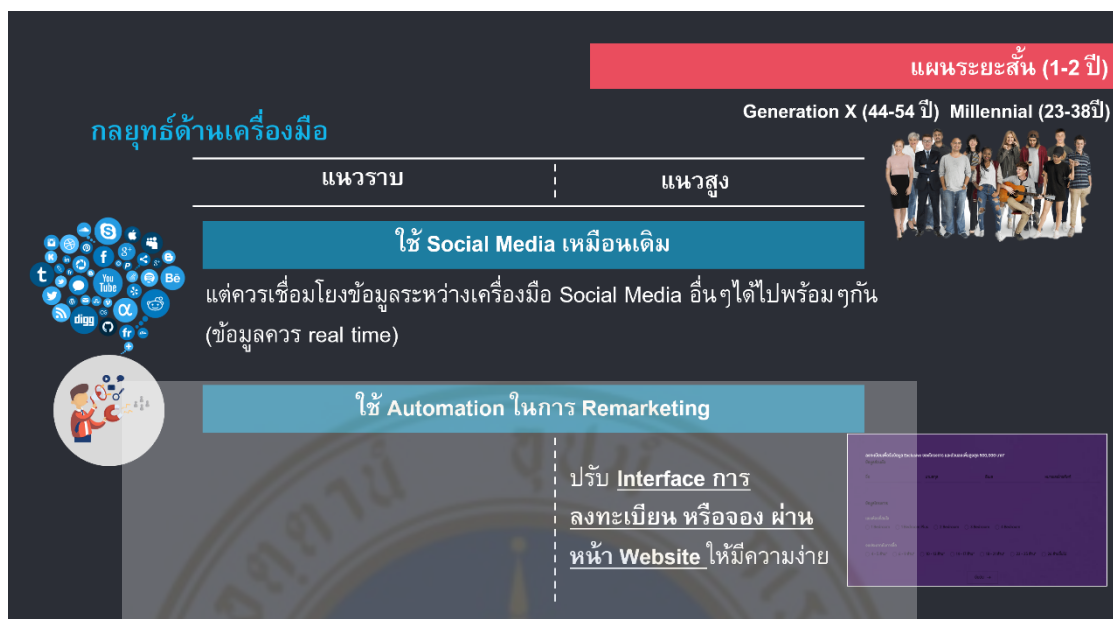 แผนระยะสั้น (1-2 ปี)
Generation X (44-54 ปี) Millennial (23-38ปี)
กลยุทธ์ด้านเครื่องมือ
แนวราบ
แนวสูง
ใช้ Social Media เหมือนเดิม
แต่ควรเชื่อมโยงข้อมูลระหว่างเครื่องมือ Social Media อื่นๆได้ไปพร้อมๆกัน
(ข้อมูลควร real time)
You
Tube
Bē
digg
fr
ใช้ Automation ในการ Remarketing
ปรับ Interface การ
ลงทะเบียน หรือจอง ผ่าน
หน้า Website ให้มีความง่าย